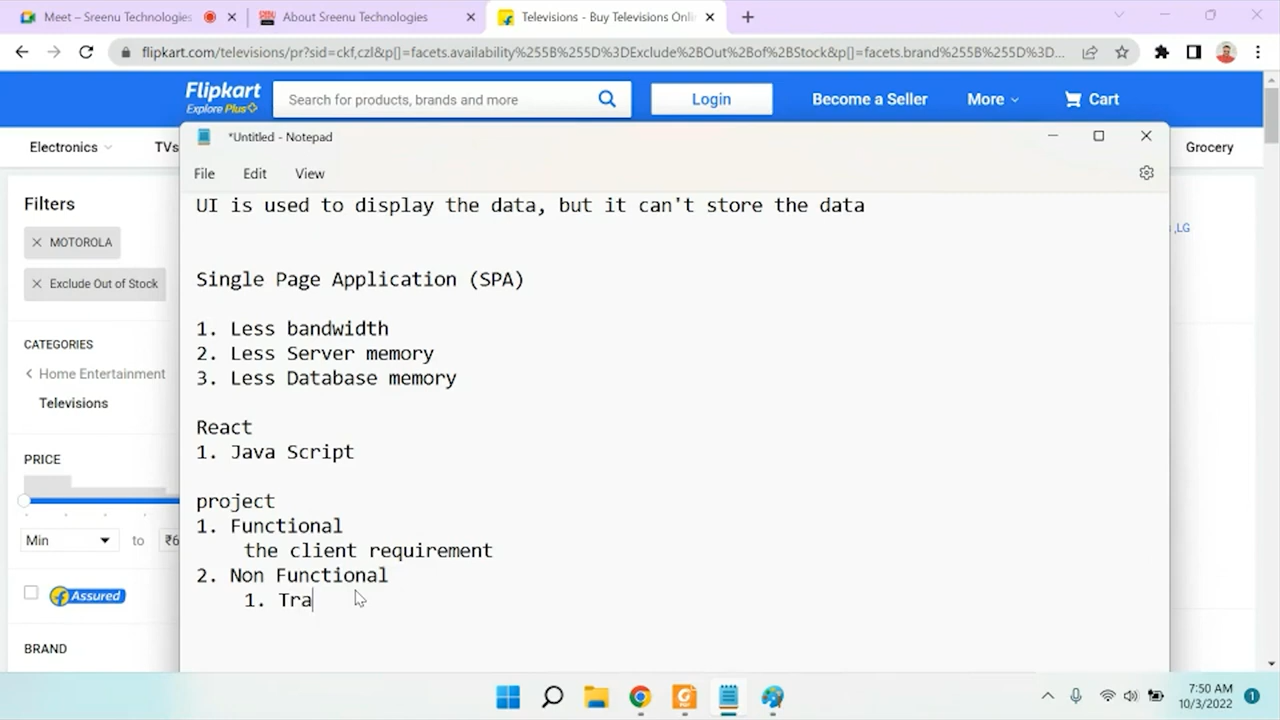 Meet – Sreenu Technologies
About Sreenu Technologies
Televisions - Buy Televisions Onli
flipkart.com/televisions/pr?sid=ckf,czl&p[]=facets.availability%255B%255D%3DExclude%2BOut%2Bof%2BStock&p[]=facets.brand%255B%255D%3D...
Flipkart
Explore Plus
Search for products, brands and more
Login
Become a Seller
More
Cart
Electronics
TVs
Grocery
*Untitled - Notepad
File Edit View
UI is used to display the data, but it can't store the data
Single Page Application (SPA)
1. Less bandwidth
2. Less Server memory
3. Less Database memory
React
1. Java Script
project
1. Functional
the client requirement
2. Non Functional
1. Tra
Filters
MOTOROLA
Exclude Out of Stock
CATEGORIES
Home Entertainment
Televisions
PRICE
Min to ₹6
Assured
BRAND
,LG
7:50 AM
10/3/2022
1